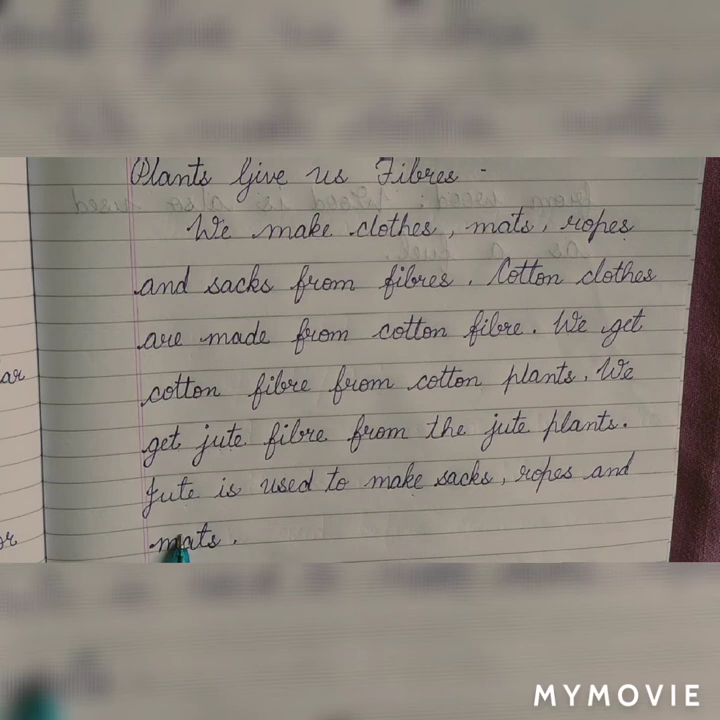 Plants Give us Fibres -
We make clothes, mats, ropes
and sacks from fibres. Cotton clothes
are made from cotton fibre. We get
cotton fibre from cotton plants. We
get jute fibre from the jute plants.
Jute is used to make sacks, ropes and
mats.
ar
or
MYMOVIE